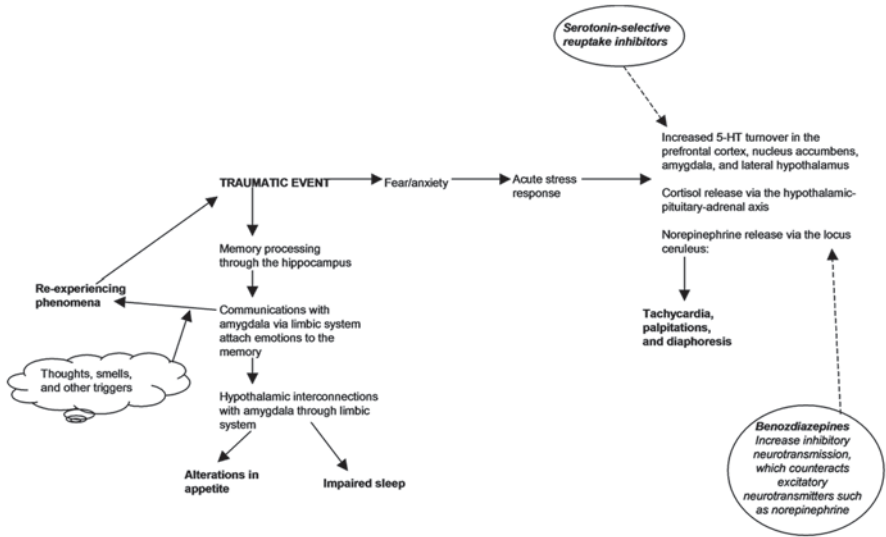 Serotonin-selective
reuptake inhibitors
Increased 5-HT turnover in the
prefrontal cortex, nucleus accumbens,
amygdala, and lateral hypothalamus
TRAUMATIC EVENT
Fear/anxiety
Acute stress
response
Cortisol release via the hypothalamic-
pituitary-adrenal axis
Norepinephrine release via the locus
ceruleus:
Memory processing
through the hippocampus
Re-experiencing
phenomena
Communications with
amygdala via limbic system
attach emotions to the
memory
Tachycardia,
palpitations,
and diaphoresis
Thoughts, smells,
and other triggers
Hypothalamic interconnections
with amygdala through limbic
system
Alterations in
appetite
Impaired sleep
Benozdiazepines
Increase inhibitory
neurotransmission,
which counteracts
excitatory
neurotransmitters such
as norepinephrine